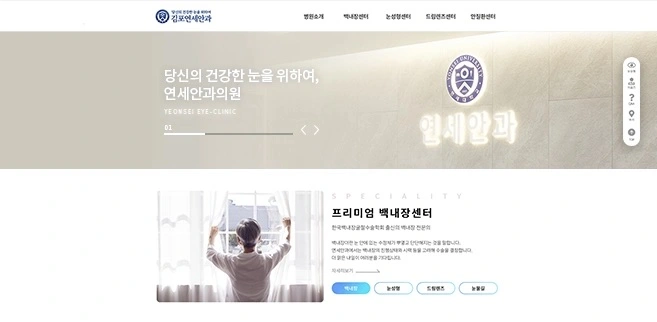 당신의 건강한 눈을 위하여
김포연세안과
병원소개
백내장센터
눈성형센터
드림렌즈센터
안질환센터
당신의 건강한 눈을 위하여,
연세안과의원
YEONSEI EYE-CLINIC
01
연세안과
SPECIALITY
프리미엄 백내장센터
한국백내장굴절수술학회 출신의 백내장 전문의
백내장이란 눈 안에 있는 수정체가 뿌옇고 단단해지는 것을 말합니다.
연세안과에서는 백내장의 진행상태와 시력 등을 고려해 수술을 결정합니다.
더 밝은 내일이 여러분을 기다립니다.
자세히보기
백내장
눈성형
드림렌즈
눈물길